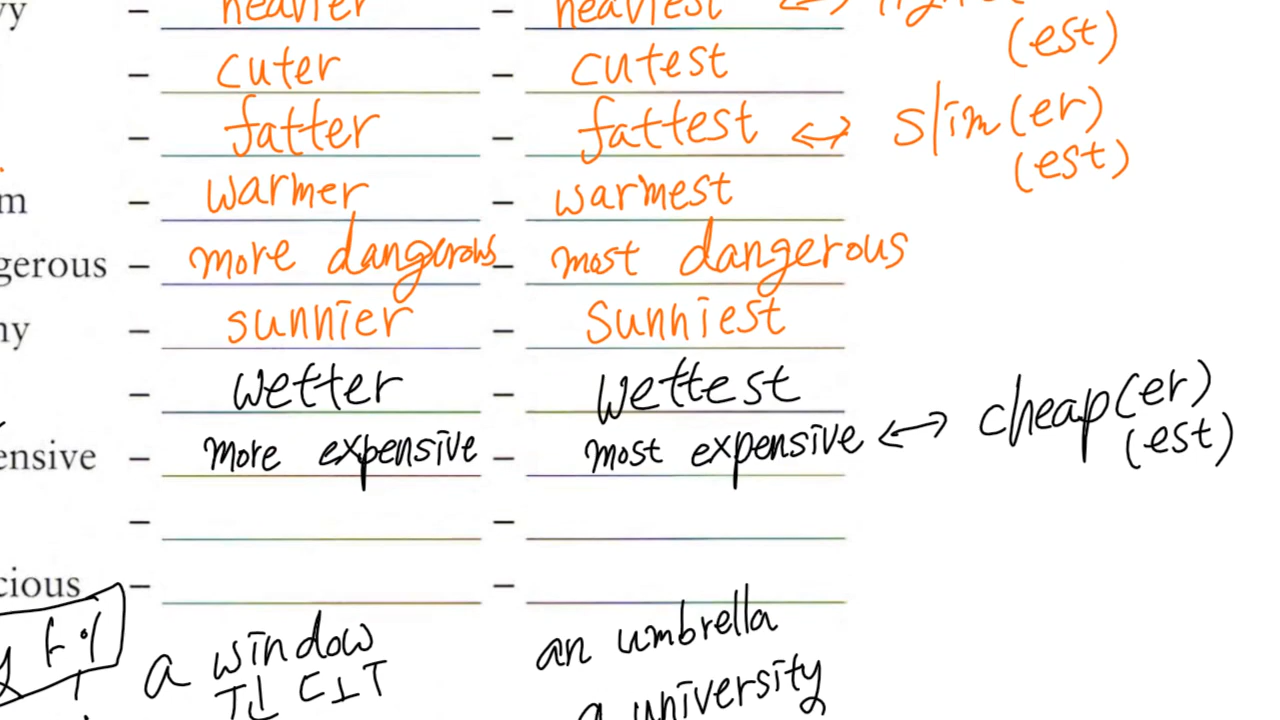 vy - heavier - heaviest ↔
(est)
- cuter - cutest
- fatter - fattest ↔ slim(er)
(est)
m - warmer - warmest
gerous - more dangerous - most dangerous
ny - sunnier - Sunniest
- wetter - wettest
ensive - more expensive - most expensive ↔ cheap(er)
(est)
- -
cious - -
a window an umbrella
a university